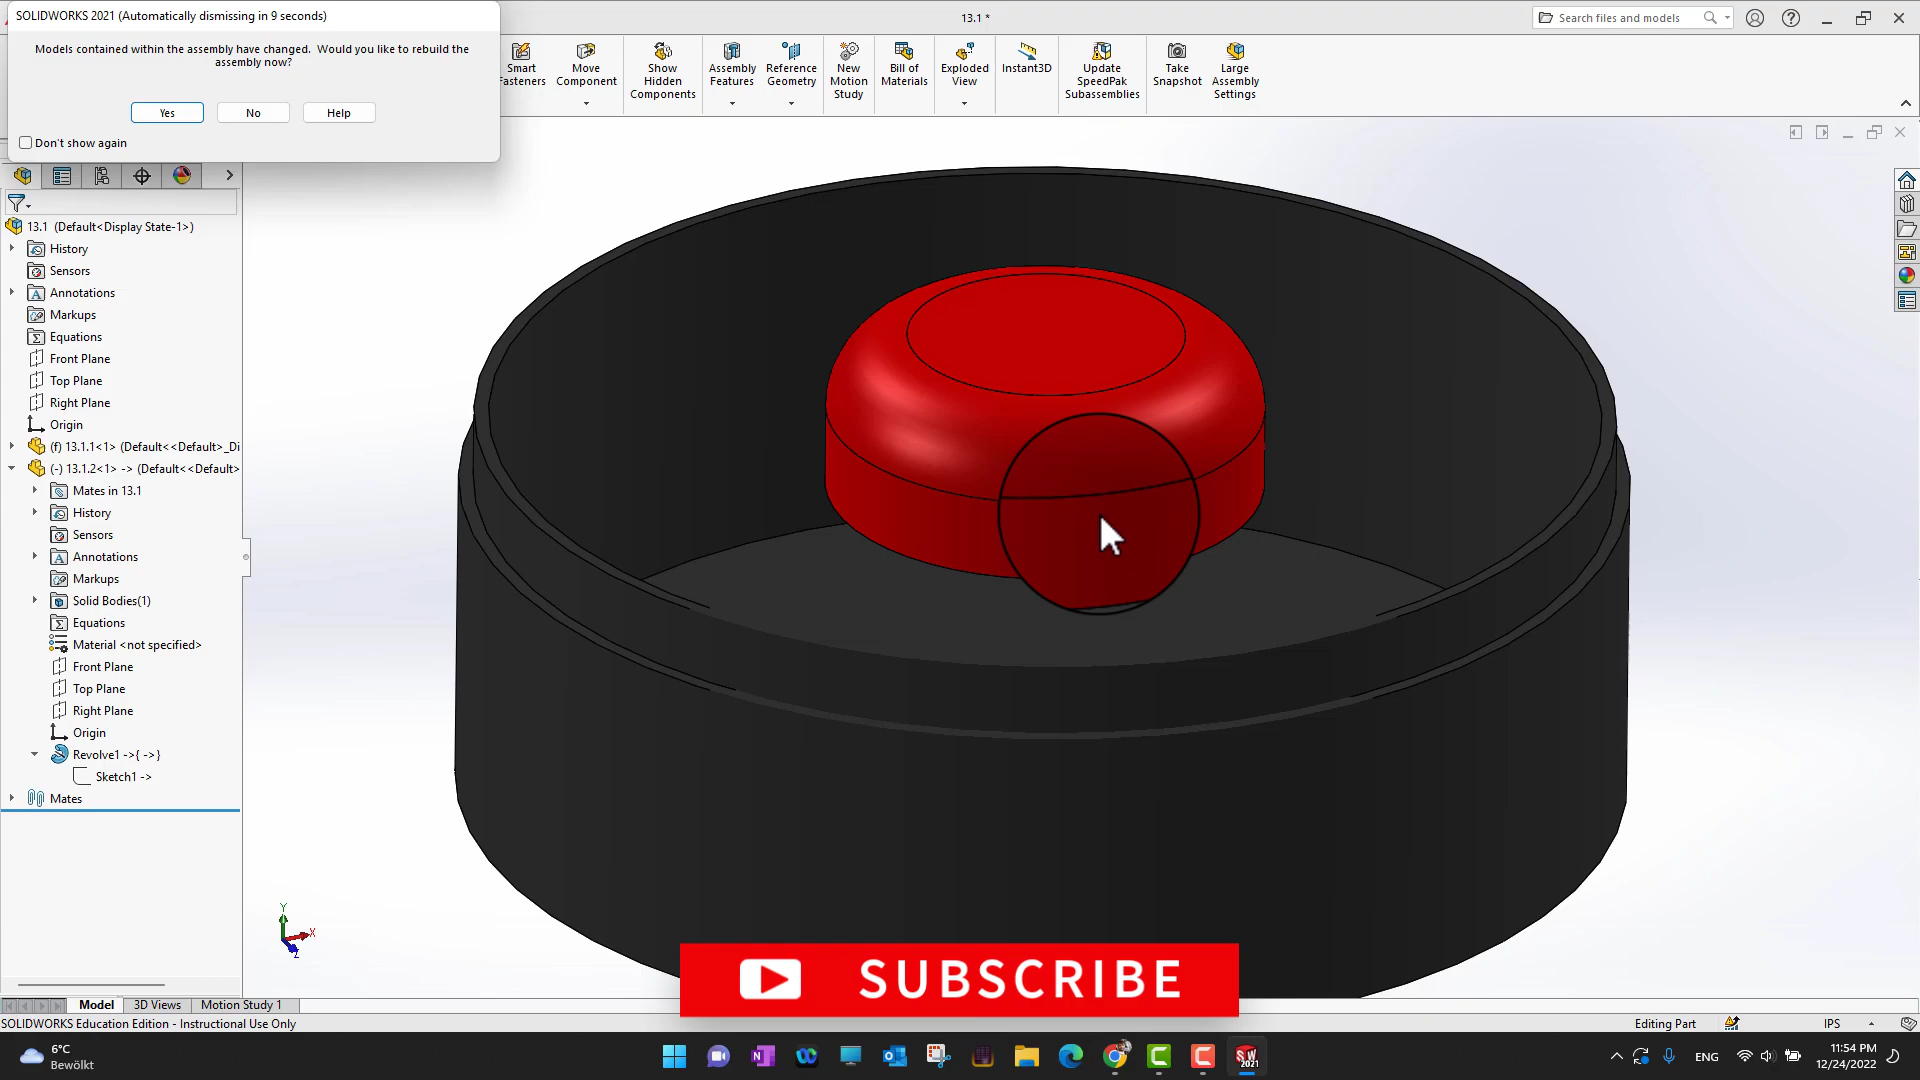 SOLIDWORKS 2021 (Automatically dismissing in 9 seconds)
Models contained within the assembly have changed. Would you like to rebuild the
assembly now?
Yes
No
Help
Don't show again
13.1 *
Search files and models
Smart
Fasteners
Move
Component
Show
Hidden
Components
Assembly
Features
Reference
Geometry
New
Motion
Study
Bill of
Materials
Exploded
View
Instant3D
Update
SpeedPak
Subassemblies
Take
Snapshot
Large
Assembly
Settings
13.1 (Default<Display State-1>)
History
Sensors
Annotations
Markups
Equations
Front Plane
Top Plane
Right Plane
Origin
(f) 13.1.1<1> (Default<<Default>_Di
(-) 13.1.2<1> -> (Default<<Default>
Mates in 13.1
History
Sensors
Annotations
Markups
Solid Bodies(1)
Equations
Material <not specified>
Front Plane
Top Plane
Right Plane
Origin
Revolve1 ->{ ->}
Sketch1 ->
Mates
Y
X
Z
SUBSCRIBE
Model
3D Views
Motion Study 1
SOLIDWORKS Education Edition - Instructional Use Only
Editing Part
IPS
6°C
Bewölkt
SW
2021
ENG
11:54 PM
12/24/2022